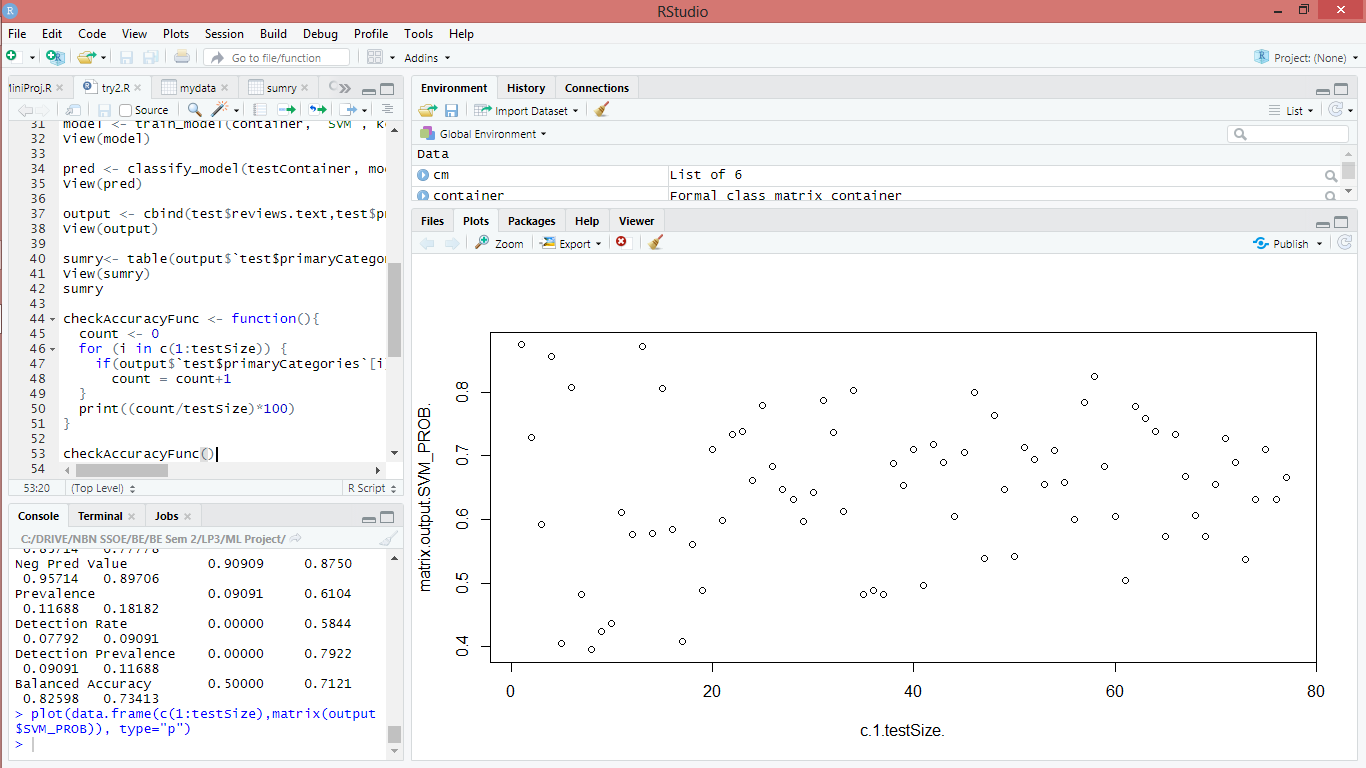 RStudio
File Edit Code View Plots Session Build Debug Profile Tools Help
Go to file/function Addins Project: (None)
MiniProj.R try2.R mydata sumry
Source
31 model <- train_model(container, "SVM", k
32 View(model)
33
34 pred <- classify_model(testContainer, mo
35 View(pred)
36
37 output <- cbind(test$reviews.text,test$p
38 View(output)
39
40 sumry<- table(output$`test$primaryCatego
41 View(sumry)
42 sumry
43
44 checkAccuracyFunc <- function(){
45 count <- 0
46 for (i in c(1:testSize)) {
47 if(output$`test$primaryCategories`[i
48 count = count+1
49 }
50 print((count/testSize)*100)
51 }
52
53 checkAccuracyFunc()
54
53:20 (Top Level) R Script
Console Terminal Jobs
C:/DRIVE/NBN SSOE/BE/BE Sem 2/LP3/ML Project/
0.85714 0.77778
Neg Pred Value 0.90909 0.8750
0.95714 0.89706
Prevalence 0.09091 0.6104
0.11688 0.18182
Detection Rate 0.00000 0.5844
0.07792 0.09091
Detection Prevalence 0.00000 0.7922
0.09091 0.11688
Balanced Accuracy 0.50000 0.7121
0.82598 0.73413
> plot(data.frame(c(1:testSize),matrix(output
$SVM_PROB)), type="p")
>
Environment History Connections
Import Dataset List
Global Environment
Data
cm List of 6
container Formal class matrix container
Files Plots Packages Help Viewer
Zoom Export Publish
matrix.output.SVM_PROB.
0.8
0.7
0.6
0.5
0.4
0 20 40 60 80
c.1.testSize.